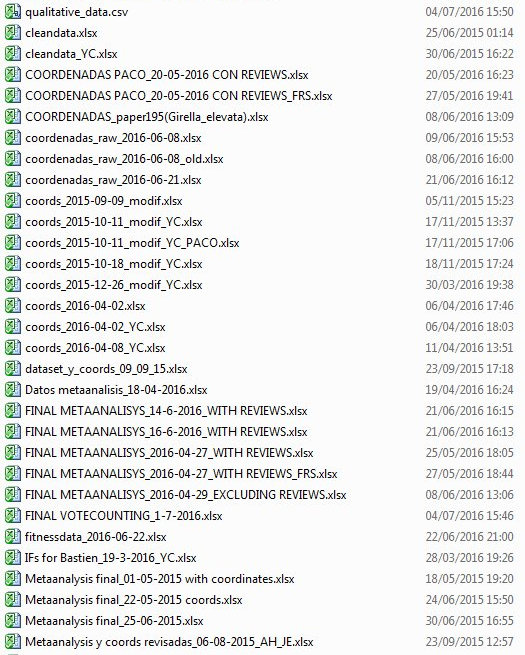 qualitative_data.csv 04/07/2016 15:50
cleandata.xlsx 25/06/2015 01:14
cleandata_YC.xlsx 30/06/2015 16:22
COORDENADAS PACO_20-05-2016 CON REVIEWS.xlsx 20/05/2016 16:23
COORDENADAS PACO_20-05-2016 CON REVIEWS_FRS.xlsx 27/05/2016 19:41
COORDENADAS_paper195(Girella_elevata).xlsx 08/06/2016 13:09
coordenadas_raw_2016-06-08.xlsx 09/06/2016 15:53
coordenadas_raw_2016-06-08_old.xlsx 08/06/2016 16:00
coordenadas_raw_2016-06-21.xlsx 21/06/2016 16:12
coords_2015-09-09_modif.xlsx 05/11/2015 15:23
coords_2015-10-11_modif_YC.xlsx 17/11/2015 13:37
coords_2015-10-11_modif_YC_PACO.xlsx 17/11/2015 17:06
coords_2015-10-18_modif_YC.xlsx 18/11/2015 17:24
coords_2015-12-26_modif_YC.xlsx 30/03/2016 19:38
coords_2016-04-02.xlsx 06/04/2016 17:46
coords_2016-04-02_YC.xlsx 06/04/2016 18:03
coords_2016-04-08_YC.xlsx 11/04/2016 13:51
dataset_y_coords_09_09_15.xlsx 23/09/2015 17:18
Datos metaanalisis_18-04-2016.xlsx 19/04/2016 16:24
FINAL METAANALISYS_14-6-2016_WITH REVIEWS.xlsx 21/06/2016 16:15
FINAL METAANALISYS_16-6-2016_WITH REVIEWS.xlsx 21/06/2016 16:13
FINAL METAANALISYS_2016-04-27_WITH REVIEWS.xlsx 25/05/2016 18:05
FINAL METAANALISYS_2016-04-27_WITH REVIEWS_FRS.xlsx 27/05/2016 18:44
FINAL METAANALISYS_2016-04-29_EXCLUDING REVIEWS.xlsx 08/06/2016 13:06
FINAL VOTECOUNTING_1-7-2016.xlsx 04/07/2016 15:46
fitnessdata_2016-06-22.xlsx 22/06/2016 21:00
IFs for Bastien_19-3-2016_YC.xlsx 28/03/2016 19:26
Metaanalysis final_01-05-2015 with coordinates.xlsx 18/05/2015 19:20
Metaanalysis final_22-05-2015 coords.xlsx 24/06/2015 15:50
Metaanalysis final_25-06-2015.xlsx 30/06/2015 16:55
Metaanalysis y coords revisadas_06-08-2015_AH_JE.xlsx 23/09/2015 12:57